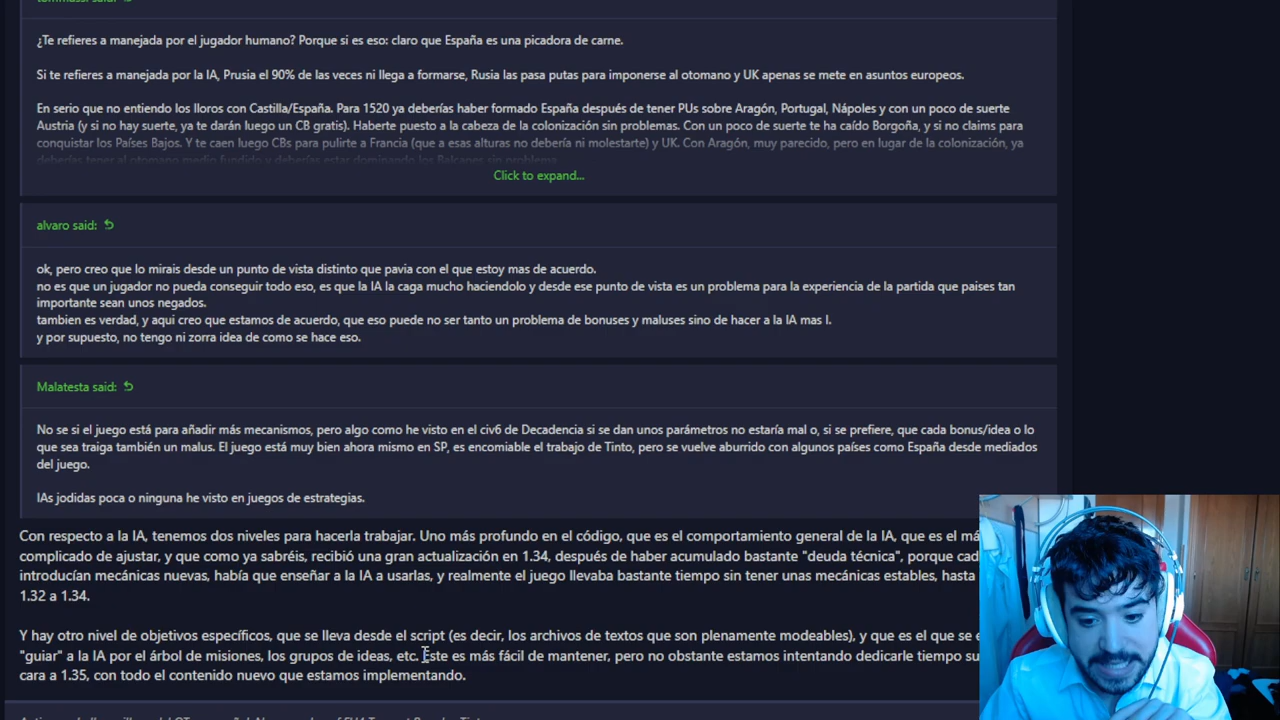 said:
¿Te refieres a manejada por el jugador humano? Porque si es eso: claro que España es una picadora de carne.
Si te refieres a manejada por la IA, Prusia el 90% de las veces ni llega a formarse, Rusia las pasa putas para imponerse al otomano y UK apenas se mete en asuntos europeos.
En serio que no entiendo los lloros con Castilla/España. Para 1520 ya deberías haber formado España después de tener PUs sobre Aragón, Portugal, Nápoles y con un poco de suerte
Austria (y si no hay suerte, ya te darán luego un CB gratis). Haberte puesto a la cabeza de la colonización sin problemas. Con un poco de suerte te ha caído Borgoña, y si no claims para
conquistar los Países Bajos. Y te caen luego CBs para pulirte a Francia (que a esas alturas no debería ni molestarte) y UK. Con Aragón, muy parecido, pero en lugar de la colonización, ya
deberías tener al otomano medio fundido y deberías estar dominando los Balcanes sin problema
Click to expand...
alvaro said:
ok, pero creo que lo mirais desde un punto de vista distinto que pavia con el que estoy mas de acuerdo.
no es que un jugador no pueda conseguir todo eso, es que la IA la caga mucho haciendolo y desde ese punto de vista es un problema para la experiencia de la partida que paises tan
importante sean unos negados.
tambien es verdad, y aqui creo que estamos de acuerdo, que eso puede no ser tanto un problema de bonuses y maluses sino de hacer a la IA mas I.
y por supuesto, no tengo ni zorra idea de como se hace eso.
Malatesta said:
No se si el juego está para añadir más mecanismos, pero algo como he visto en el civ6 de Decadencia si se dan unos parámetros no estaría mal o, si se prefiere, que cada bonus/idea o lo
que sea traiga también un malus. El juego está muy bien ahora mismo en SP, es encomiable el trabajo de Tinto, pero se vuelve aburrido con algunos países como España desde mediados
del juego.
IAs jodidas poca o ninguna he visto en juegos de estrategias.
Con respecto a la IA, tenemos dos niveles para hacerla trabajar. Uno más profundo en el código, que es el comportamiento general de la IA, que es el má
complicado de ajustar, y que como ya sabréis, recibió una gran actualización en 1.34, después de haber acumulado bastante "deuda técnica", porque cad
introducían mecánicas nuevas, había que enseñar a la IA a usarlas, y realmente el juego llevaba bastante tiempo sin tener unas mecánicas estables, hasta
1.32 a 1.34.
Y hay otro nivel de objetivos específicos, que se lleva desde el script (es decir, los archivos de textos que son plenamente modeables), y que es el que se e
"guiar" a la IA por el árbol de misiones, los grupos de ideas, etc. Este es más fácil de mantener, pero no obstante estamos intentando dedicarle tiempo su
cara a 1.35, con todo el contenido nuevo que estamos implementando.